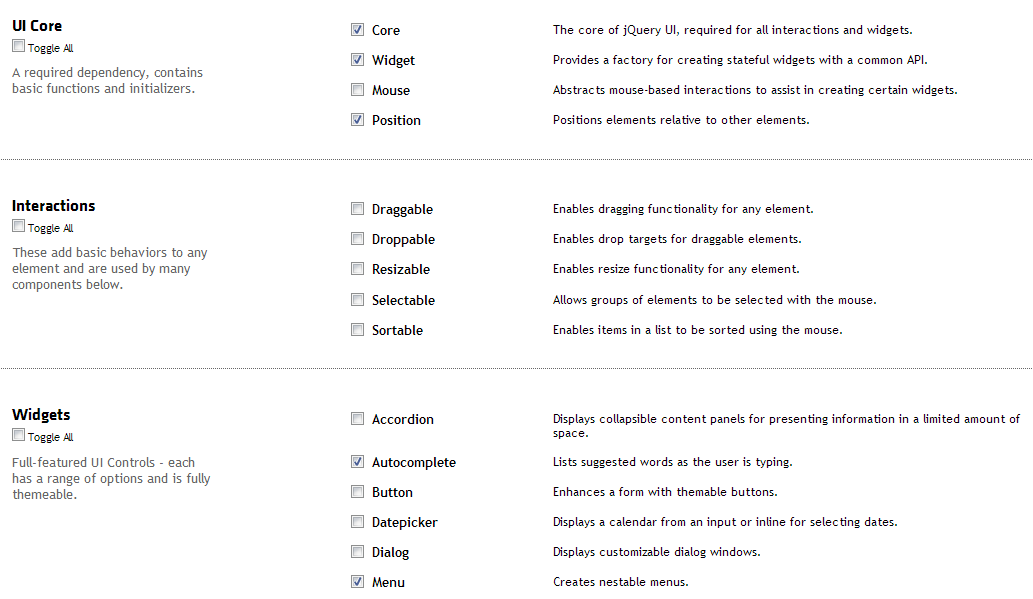 UI Core
Toggle All
A required dependency, contains
basic functions and initializers.
Core
The core of jQuery UI, required for all interactions and widgets.
Widget
Provides a factory for creating stateful widgets with a common API.
Mouse
Abstracts mouse-based interactions to assist in creating certain widgets.
Position
Positions elements relative to other elements.
Interactions
Toggle All
These add basic behaviors to any
element and are used by many
components below.
Draggable
Enables dragging functionality for any element.
Droppable
Enables drop targets for draggable elements.
Resizable
Enables resize functionality for any element.
Selectable
Allows groups of elements to be selected with the mouse.
Sortable
Enables items in a list to be sorted using the mouse.
Widgets
Toggle All
Full-featured UI Controls - each
has a range of options and is fully
themeable.
Accordion
Displays collapsible content panels for presenting information in a limited amount of
space.
Autocomplete
Lists suggested words as the user is typing.
Button
Enhances a form with themable buttons.
Datepicker
Displays a calendar from an input or inline for selecting dates.
Dialog
Displays customizable dialog windows.
Menu
Creates nestable menus.